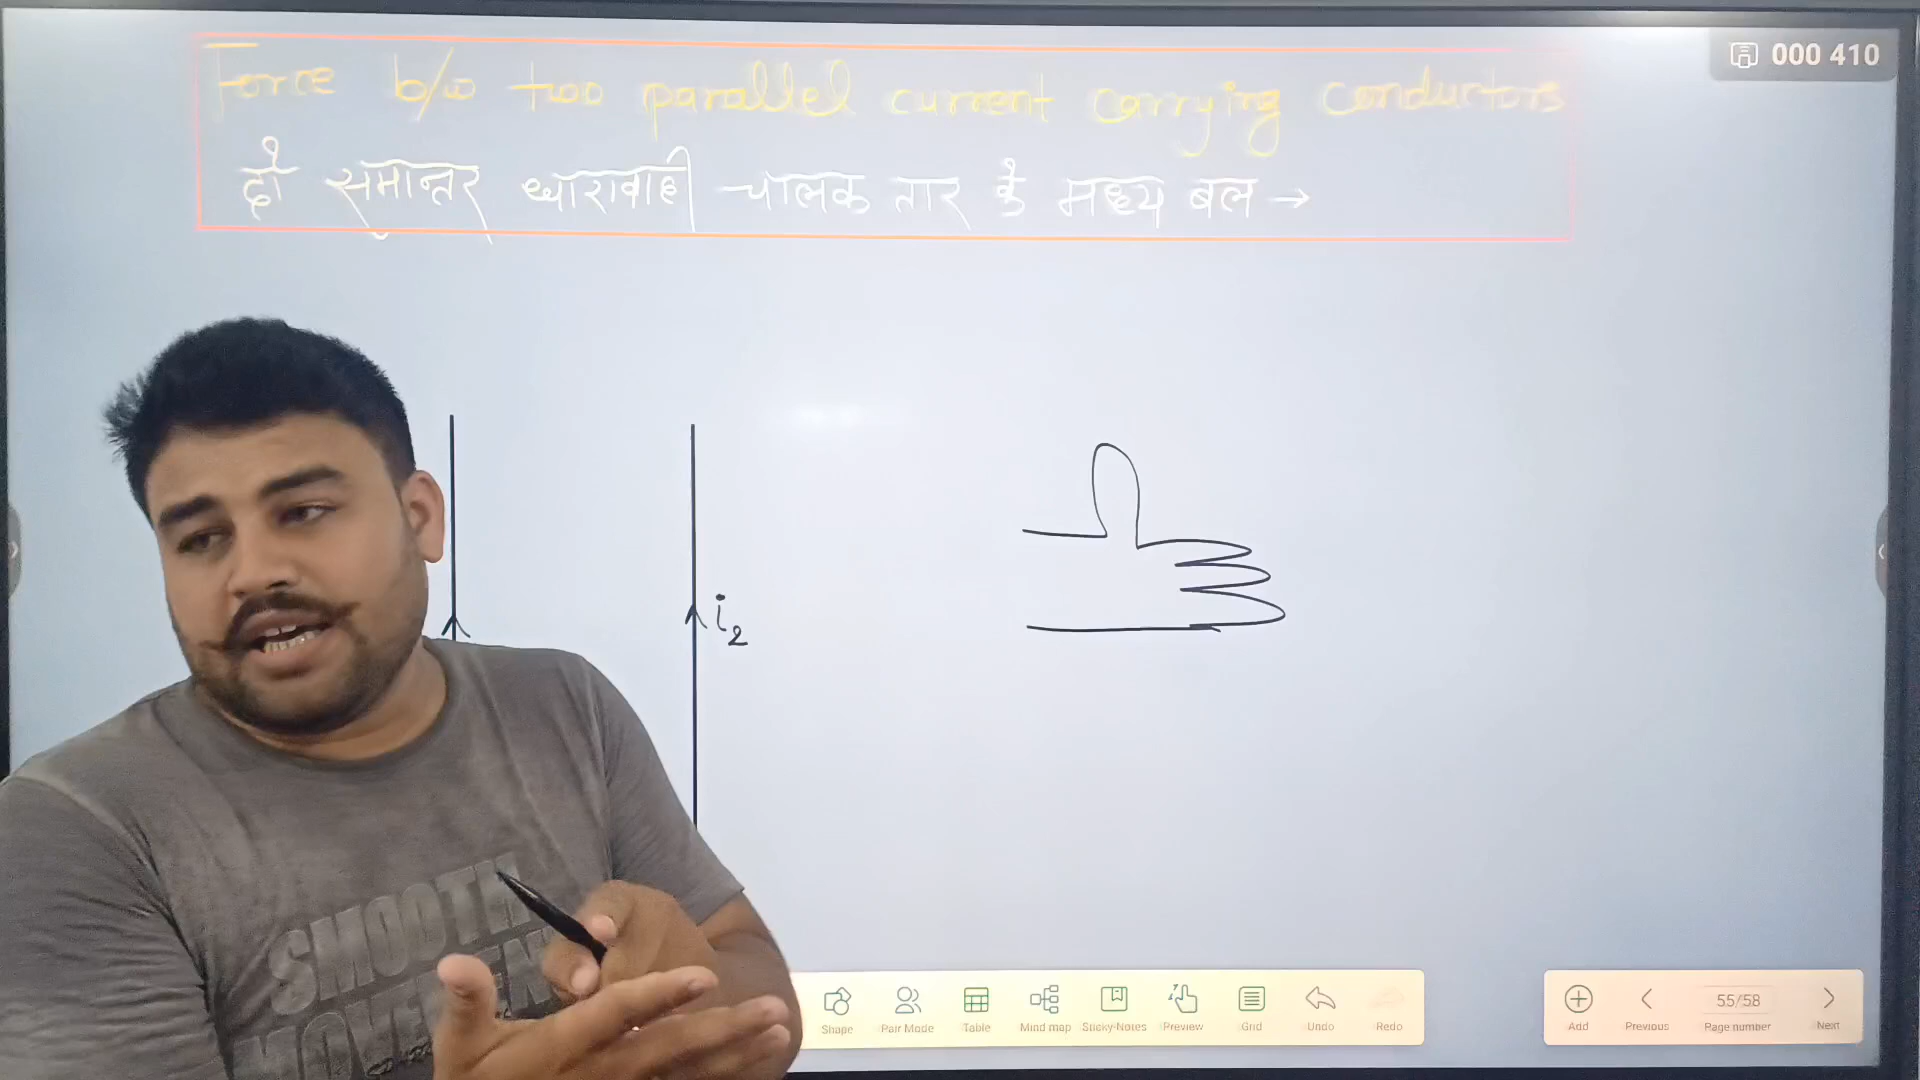 000 410
Force b/w two parallel current carrying conductors
दो समान्तर धारावाही चालक तार के मध्य बल →
i₂
SMOOTH
Shape
Pair Mode
Table
Mind map
Sticky-Notes
Preview
Grid
Undo
Redo
Add
Previous
55/58
Page number
Next